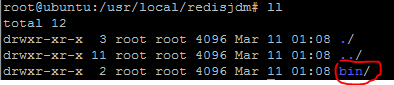 root@ubuntu:/usr/local/redisjdm# ll
total 12
drwxr-xr-x  3 root root 4096 Mar 11 01:08 ./
drwxr-xr-x 11 root root 4096 Mar 11 01:08 ../
drwxr-xr-x  2 root root 4096 Mar 11 01:08 bin/